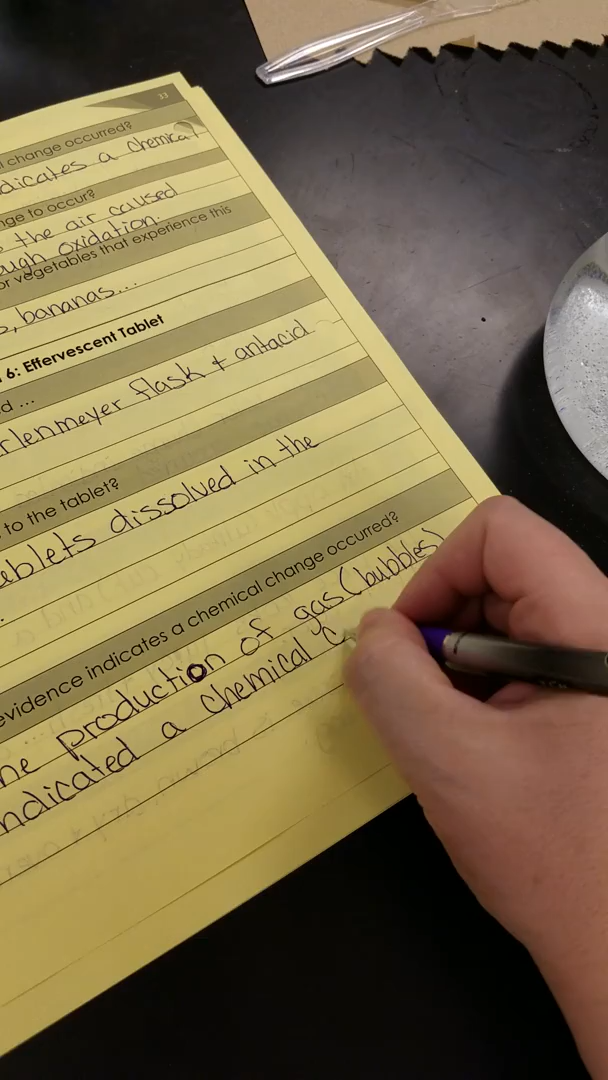 33
l change occurred?
dicates a chemical
nge to occur?
the air caused
ough oxidation.
or vegetables that experience this
s, bananas...
6: Effervescent Tablet
d ...
rlenmeyer flask + antacid
to the tablet?
ablets dissolved in the
evidence indicates a chemical change occurred?
he production of gas (bubbles)
ndicated a chemical c